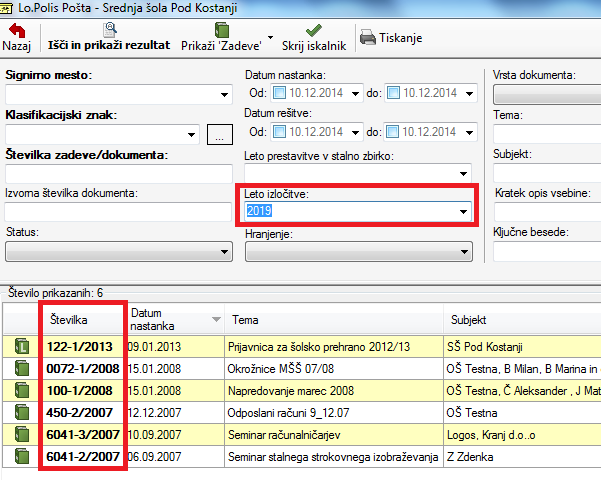 Lo.Polis Pošta - Srednja šola Pod Kostanji
Nazaj
Išči in prikaži rezultat
Prikaži 'Zadeve'
Skrij iskalnik
Tiskanje
Signirno mesto:
Klasifikacijski znak:
...
Številka zadeve/dokumenta:
Izvorna številka dokumenta:
Status:
Datum nastanka:
Od: 10.12.2014 do: 10.12.2014
Datum rešitve:
Od: 10.12.2014 do: 10.12.2014
Leto prestavitve v stalno zbirko:
Leto izločitve:
2019
Hranjenje:
Vrsta dokumenta:
Tema:
Subjekt:
Kratek opis vsebine:
Ključne besede:
Število prikazanih: 6
Številka Datum nastanka Tema Subjekt
L 122-1/2013 09.01.2013 Prijavnica za šolsko prehrano 2012/13 SŠ Pod Kostanji
0072-1/2008 15.01.2008 Okrožnice MŠŠ 07/08 OŠ Testna, B Milan, B Marina in
100-1/2008 15.01.2008 Napredovanje marec 2008 OŠ Testna, Č Aleksander , J Mat
450-2/2007 12.12.2007 Odposlani računi 9_12.07 OŠ Testna
6041-3/2007 10.09.2007 Seminar računalničarjev Logos, Kranj d.o..o
6041-2/2007 06.09.2007 Seminar stalnega strokovnega izobraževanja Z Zdenka